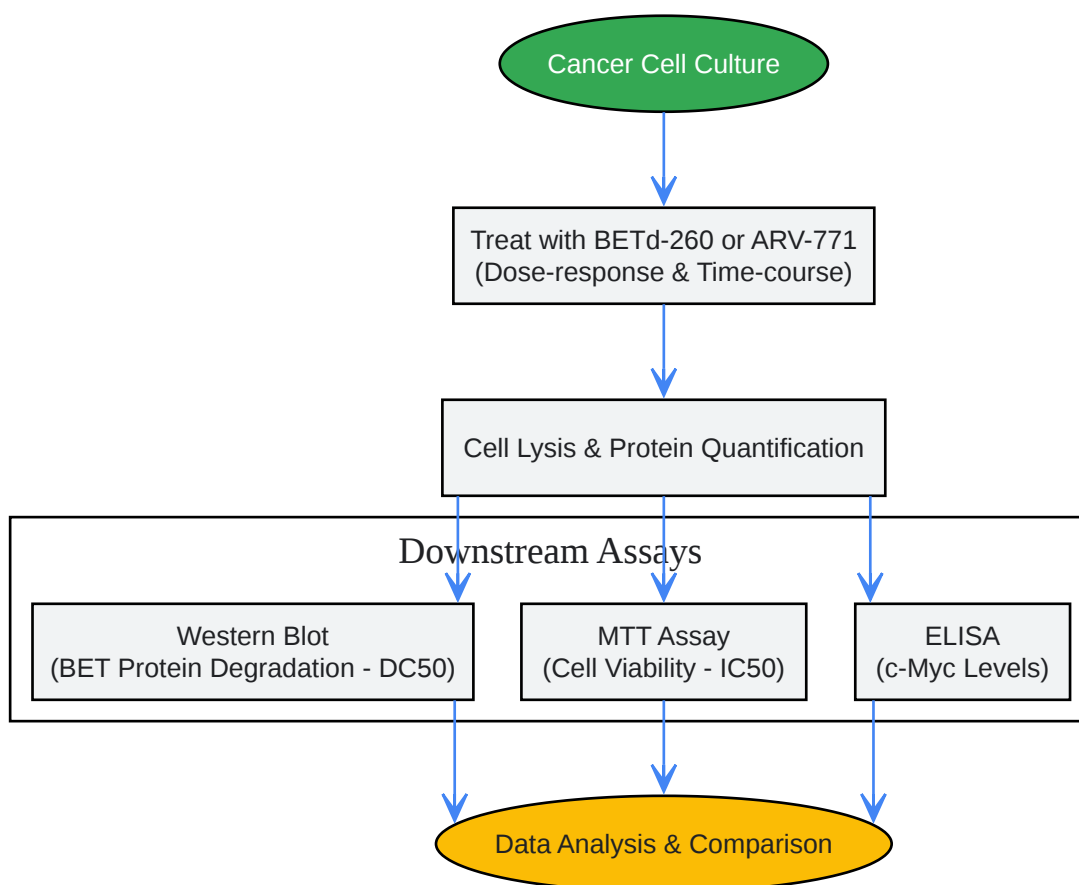 Cancer Cell Culture
Treat with BETd-260 or ARV-771
(Dose-response & Time-course)
Cell Lysis & Protein Quantification
Downstream Assays
Western Blot
(BET Protein Degradation - DC50)
MTT Assay
(Cell Viability - IC50)
ELISA
(c-Myc Levels)
Data Analysis & Comparison